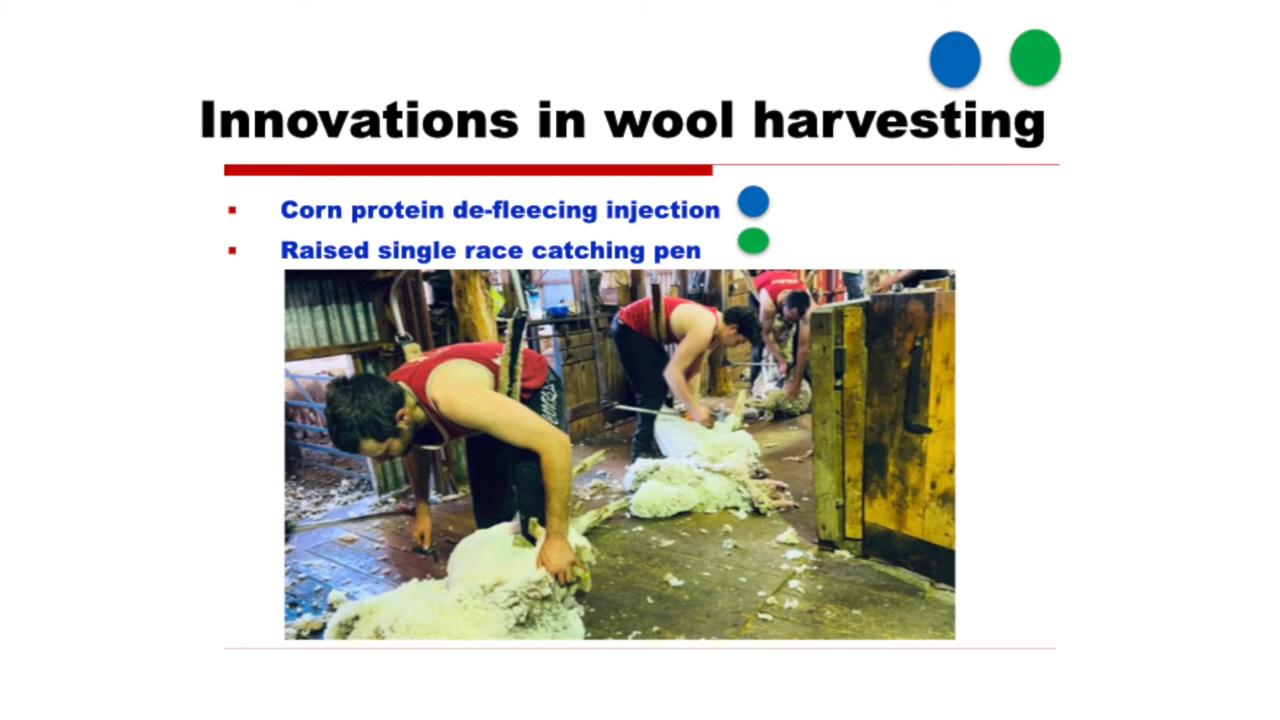 Innovations in wool harvesting
Corn protein de-fleecing injection
Raised single race catching pen